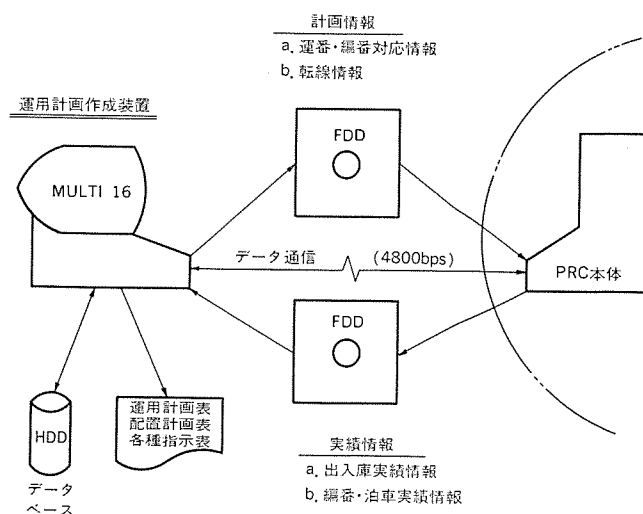 計画情報
a. 運番・編番対応情報
b. 転線情報
運用計画作成装置
MULTI 16
FDD
データ通信 (4800bps)
PRC本体
FDD
HDD
データ
ベース
運用計画表
配置計画表
各種指示表
実績情報
a. 出入庫実績情報
b. 編番・泊車実績情報